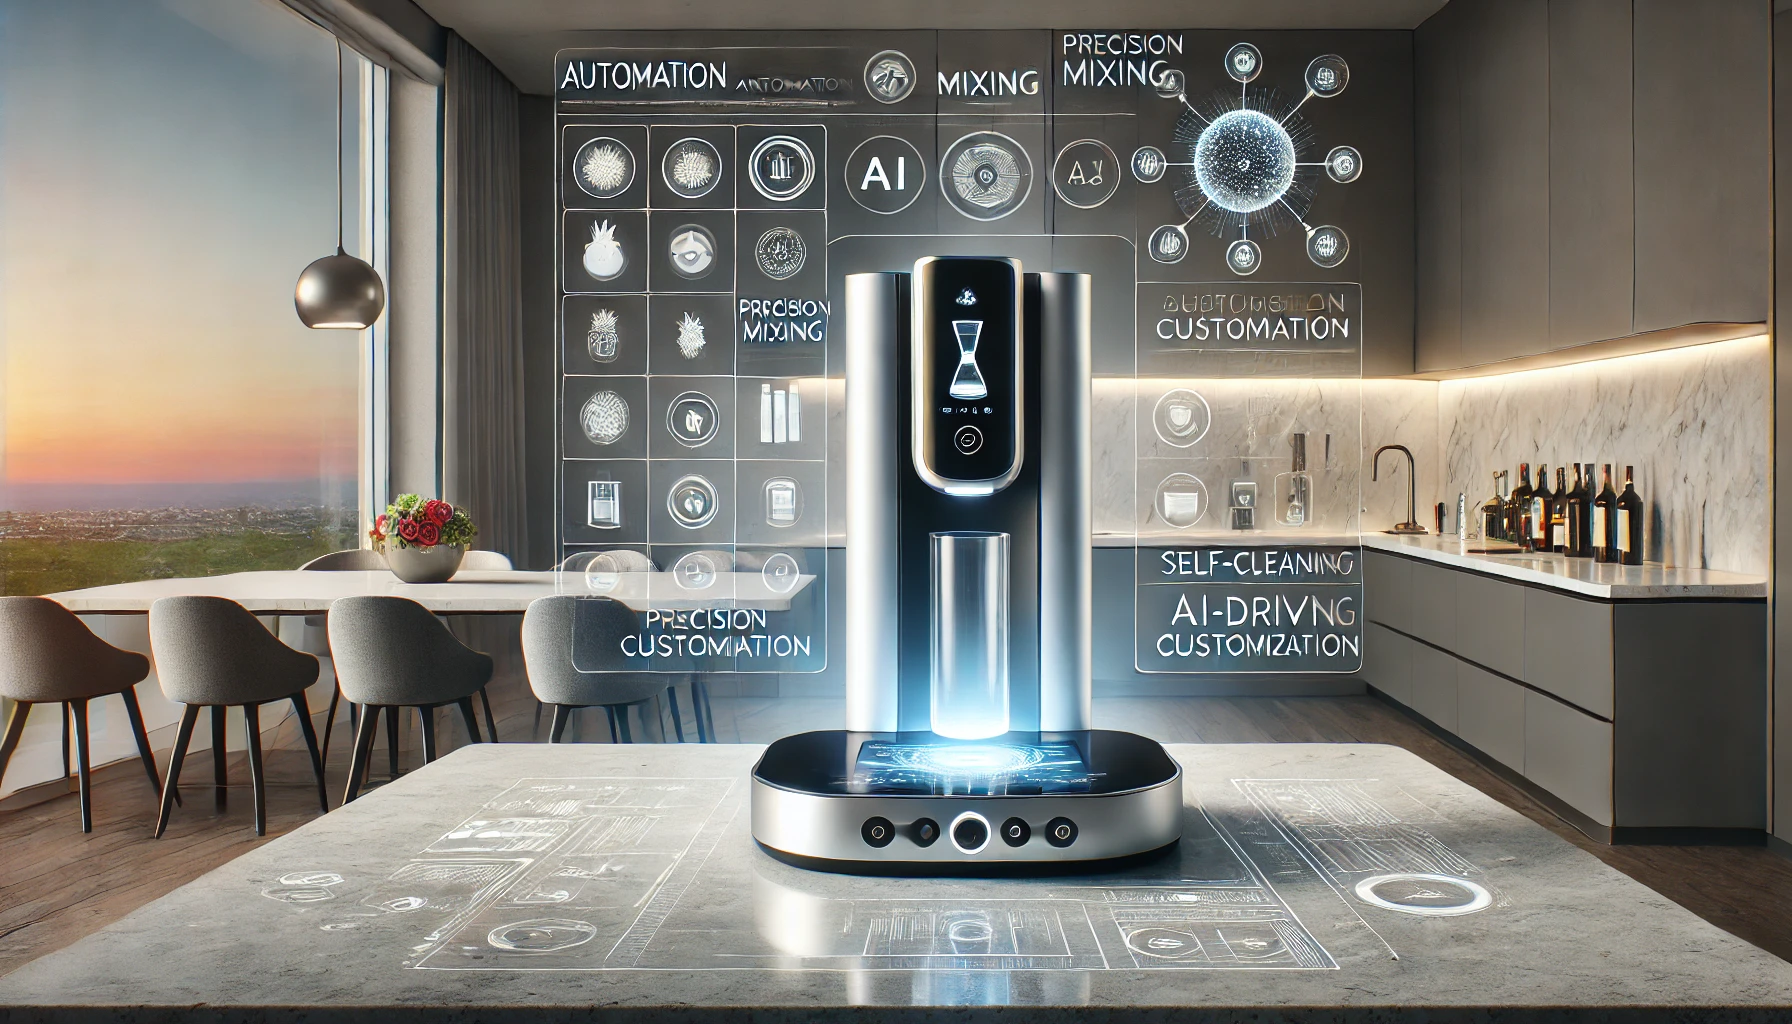 AUTOMATION
MIXING
PRECISION
MIXING
AI
PRECISION
MIXING
CUSTOMATION
SELF-CLEANING
AI-DRIVNG
CUSTOMIZATION
PRECISION
CUSTOMIATION